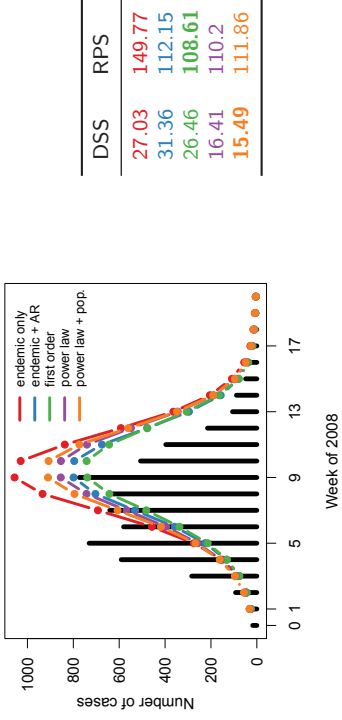 Number of cases
1000
800
600
400
200
0
endemic only
endemic + AR
first order
power law
power law + pop.
0 1 5 9 13 17
Week of 2008
DSS RPS
27.03 149.77
31.36 112.15
26.46 108.61
16.41 110.2
15.49 111.86